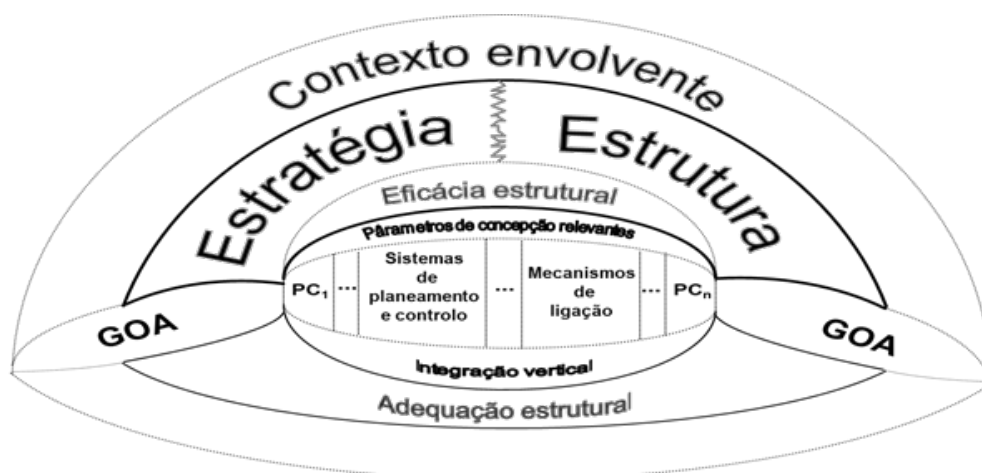 Contexto envolvente
Estratégia
Estrutura
Eficácia estrutural
Pârametros de concepção relevantes
PC1
...
Sistemas
de
planeamento
e controlo
...
Mecanismos
de
ligação
...
PCn
GOA
GOA
Integração vertical
Adequação estrutural